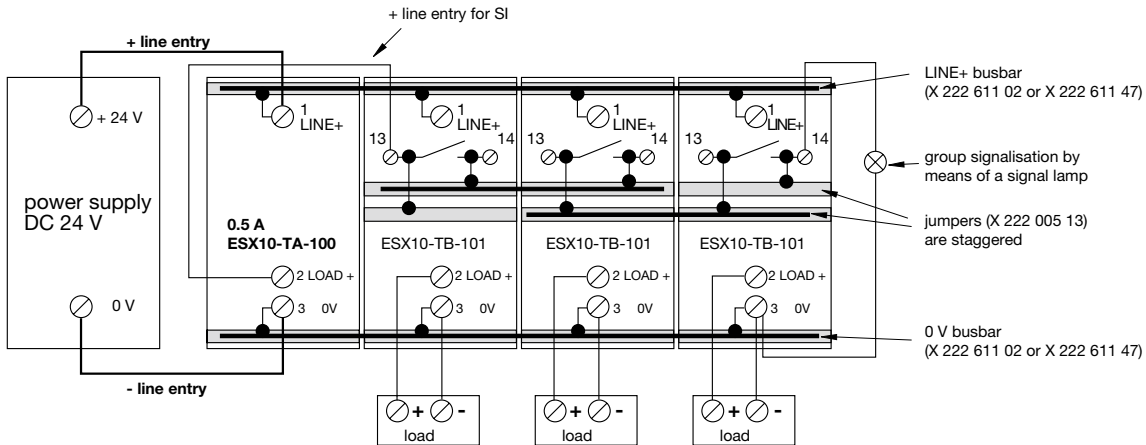 + line entry for SI
+ line entry
LINE+ busbar
(X 222 611 02 or X 222 611 47)
+ 24 V
1
LINE+
1
LINE+
1
LINE+
1
LINE+
13
14
13
14
13
14
group signalisation by
means of a signal lamp
power supply
DC 24 V
jumpers (X 222 005 13)
are staggered
0.5 A
ESX10-TA-100
ESX10-TB-101
ESX10-TB-101
ESX10-TB-101
2 LOAD +
2 LOAD +
2 LOAD +
2 LOAD +
0 V
3 0V
3 0V
3 0V
3 0V
0 V busbar
(X 222 611 02 or X 222 611 47)
- line entry
+ -
load
+ -
load
+ -
load